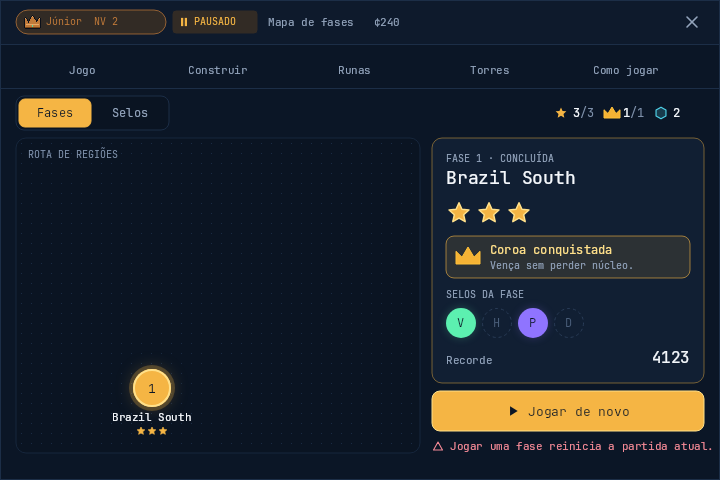 Júnior NV 2
PAUSADO
Mapa de fases
$240
Jogo
Construir
Runas
Torres
Como jogar
Fases
Selos
3/3
1/1
2
ROTA DE REGIÕES
1
Brazil South
FASE 1 · CONCLUÍDA
Brazil South
Coroa conquistada
Vença sem perder núcleo.
SELOS DA FASE
V
H
P
D
Recorde
4123
Jogar de novo
Jogar uma fase reinicia a partida atual.